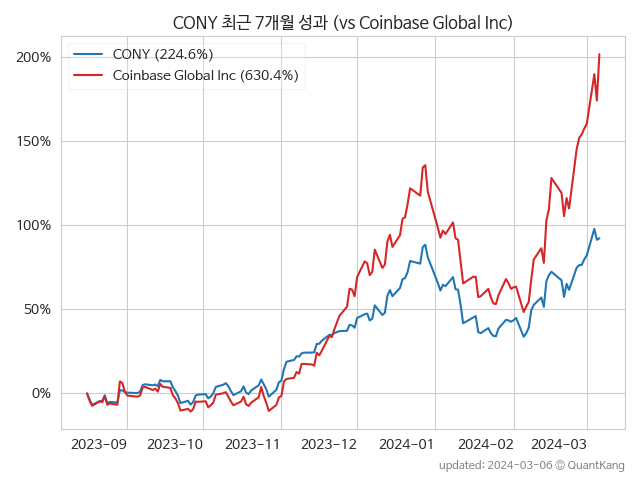 CONY 최근 7개월 성과 (vs Coinbase Global Inc)
CONY (224.6%)
Coinbase Global Inc (630.4%)
200%
150%
100%
50%
0%
2023-09 2023-10 2023-11 2023-12 2024-01 2024-02 2024-03
updated: 2024-03-06 © QuantKang